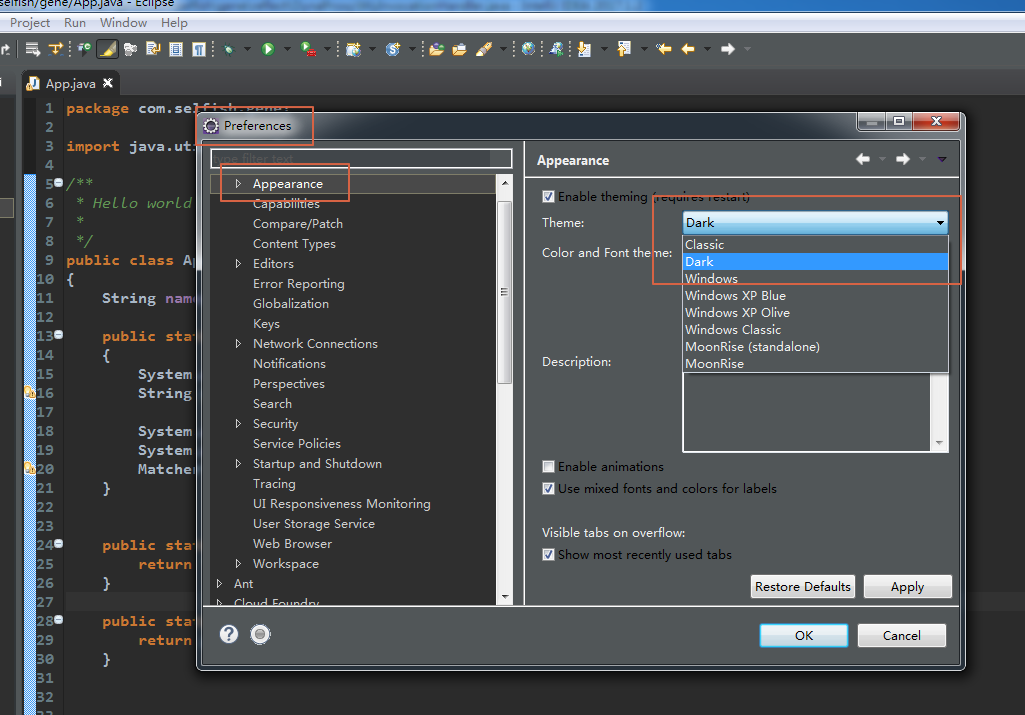 selfish/gene/App.java - Eclipse
Project Run Window Help
App.java
1 package com.selfish.gene;
2
3 import java.ut
4
5 /**
6 * Hello world
7 *
8 */
9 public class Ap
10 {
11 String name
12
13 public stat
14 {
15 System
16 String
17
18 System
19 System
20 Matcher
21 }
22
23
24 public stat
25 return
26 }
27
28 public stat
29 return
30 }
31
32
33
Preferences
type filter text
Appearance
Capabilities
Compare/Patch
Content Types
Editors
Error Reporting
Globalization
Keys
Network Connections
Notifications
Perspectives
Search
Security
Service Policies
Startup and Shutdown
Tracing
UI Responsiveness Monitoring
User Storage Service
Web Browser
Workspace
Ant
Cloud Foundry
Appearance
Enable theming (requires restart)
Theme: Dark
Color and Font theme:
Classic
Dark
Windows
Windows XP Blue
Windows XP Olive
Windows Classic
MoonRise (standalone)
MoonRise
Description:
Enable animations
Use mixed fonts and colors for labels
Visible tabs on overflow:
Show most recently used tabs
Restore Defaults Apply
OK Cancel